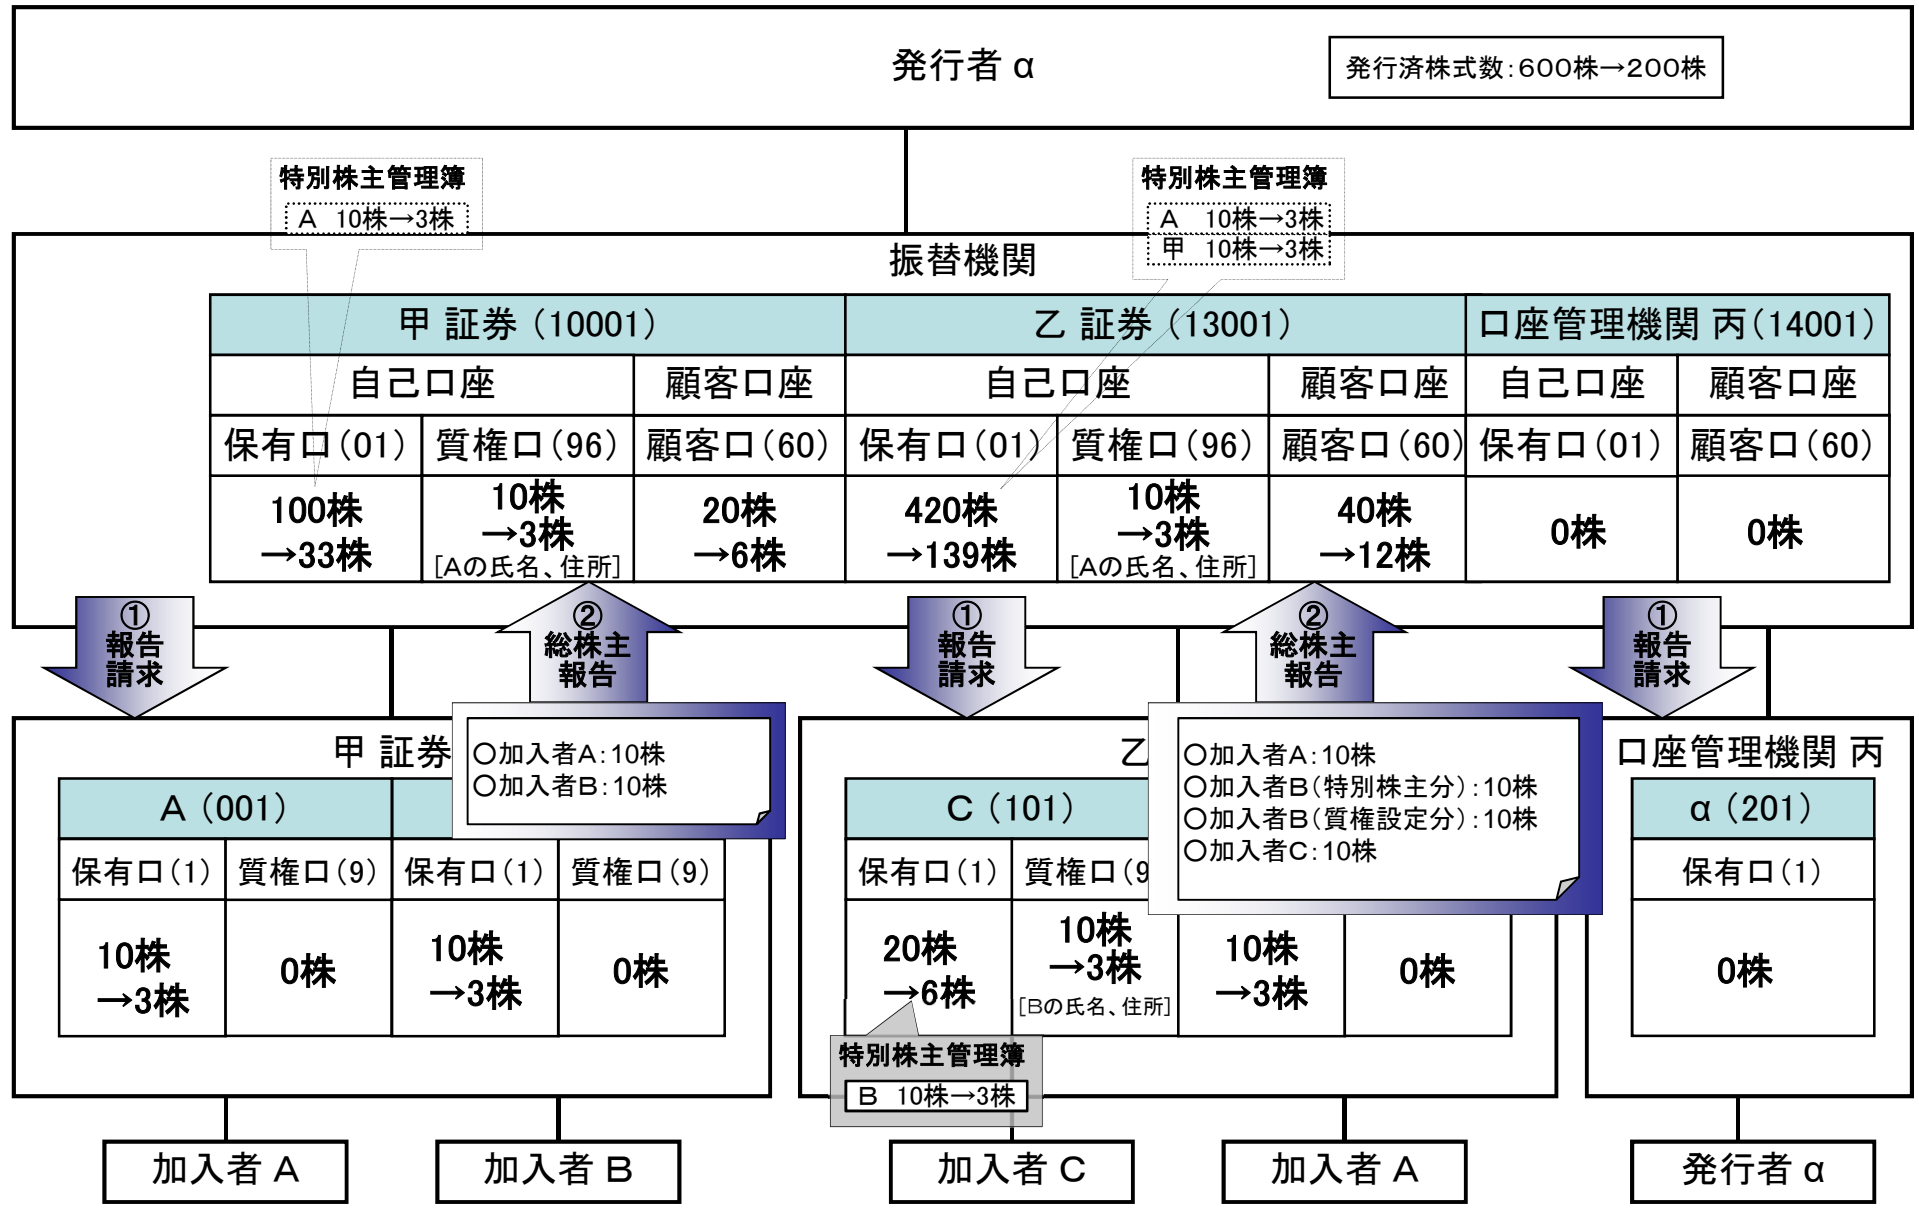 発行者 α
発行済株式数：600株→200株
特別株主管理簿
A 10株→3株
特別株主管理簿
A 10株→3株
甲 10株→3株
振替機関
甲 証券（10001）
乙 証券（13001）
口座管理機関 丙（14001）
自己口座
顧客口座
自己口座
顧客口座
自己口座
顧客口座
保有口（01）
質権口（96）
顧客口（60）
保有口（01）
質権口（96）
顧客口（60）
保有口（01）
顧客口（60）
100株
→33株
10株
→3株
[Aの氏名、住所]
20株
→6株
420株
→139株
10株
→3株
[Aの氏名、住所]
40株
→12株
0株
0株
①
報告
請求
②
総株主
報告
①
報告
請求
②
総株主
報告
①
報告
請求
甲 証券
○加入者A：10株
○加入者B：10株
乙
○加入者A：10株
○加入者B（特別株主分）：10株
○加入者B（質権設定分）：10株
○加入者C：10株
口座管理機関 丙
A（001）
C（101）
α（201）
保有口（1）
質権口（9）
保有口（1）
質権口（9）
保有口（1）
質権口（9
保有口（1）
10株
→3株
0株
10株
→3株
0株
20株
→6株
10株
→3株
[Bの氏名、住所]
10株
→3株
0株
0株
特別株主管理簿
B 10株→3株
加入者 A
加入者 B
加入者 C
加入者 A
発行者 α